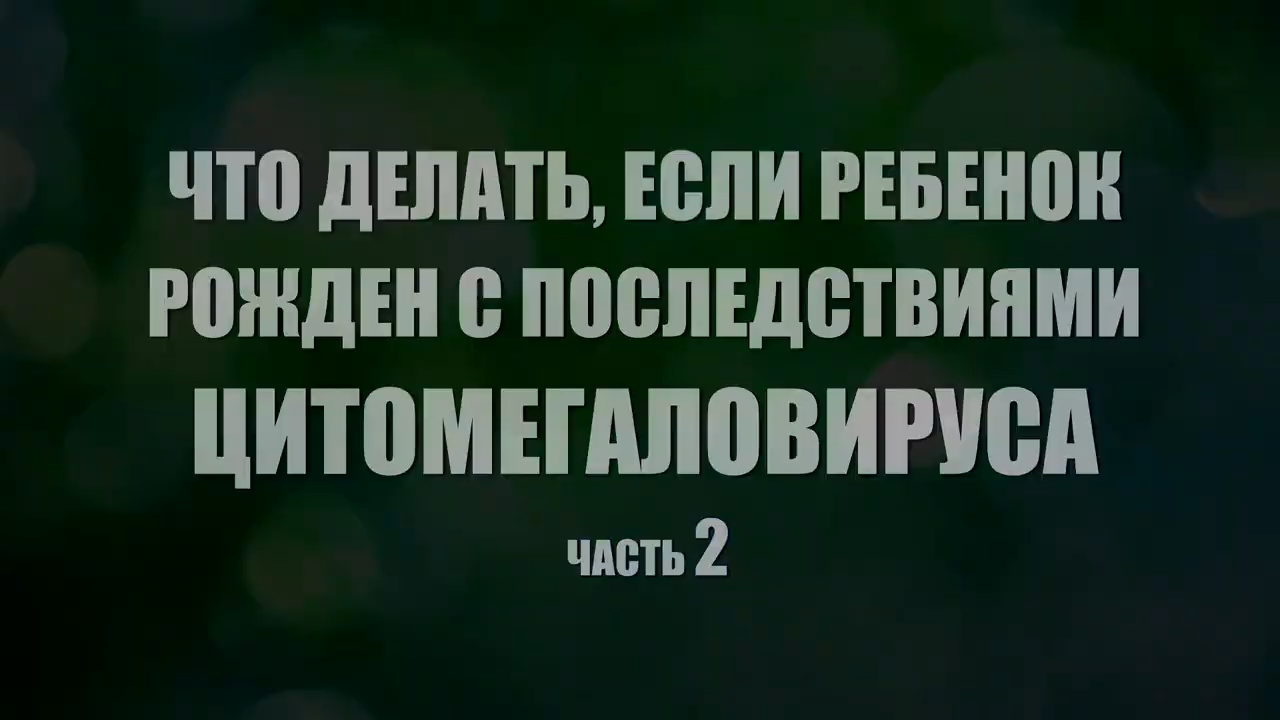 ЧТО ДЕЛАТЬ, ЕСЛИ РЕБЕНОК
РОЖДЕН С ПОСЛЕДСТВИЯМИ
ЦИТОМЕГАЛОВИРУСА
ЧАСТЬ 2